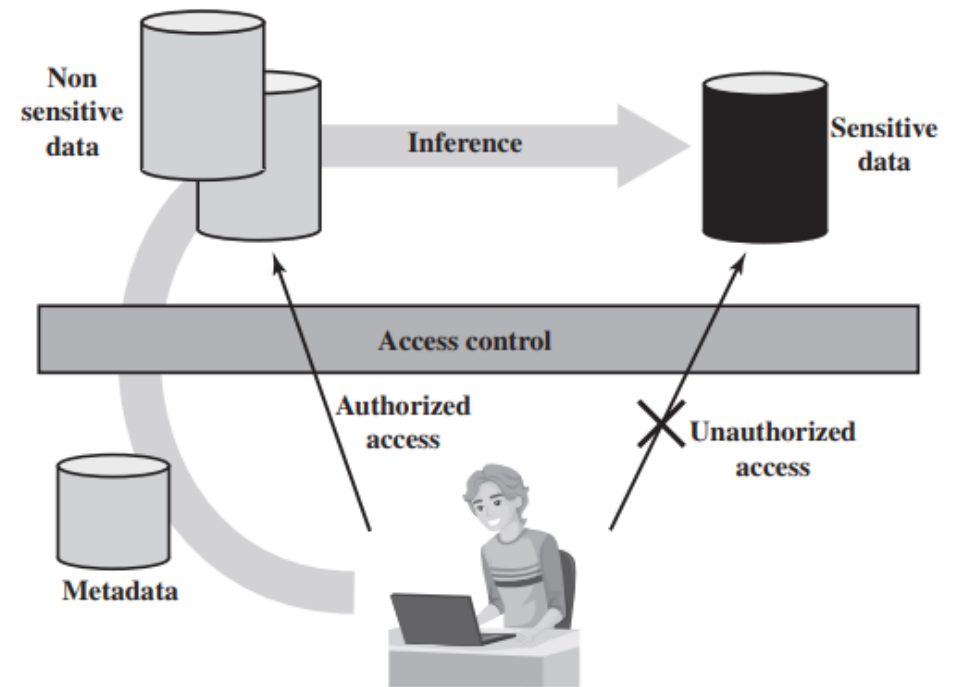 Non
sensitive
data
Inference
Sensitive
data
Access control
Authorized
access
Unauthorized
access
Metadata